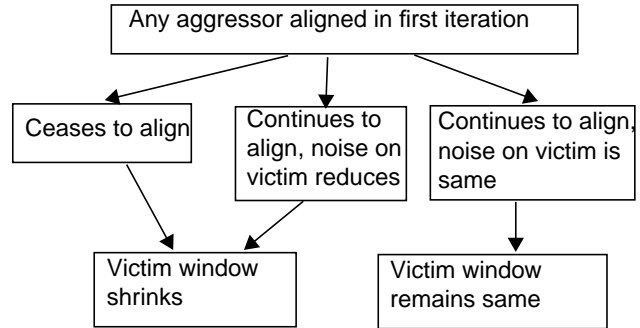 Any aggressor aligned in first iteration
Ceases to align
Continues to
align, noise on
victim reduces
Continues to align,
noise on victim is
same
Victim window
shrinks
Victim window
remains same